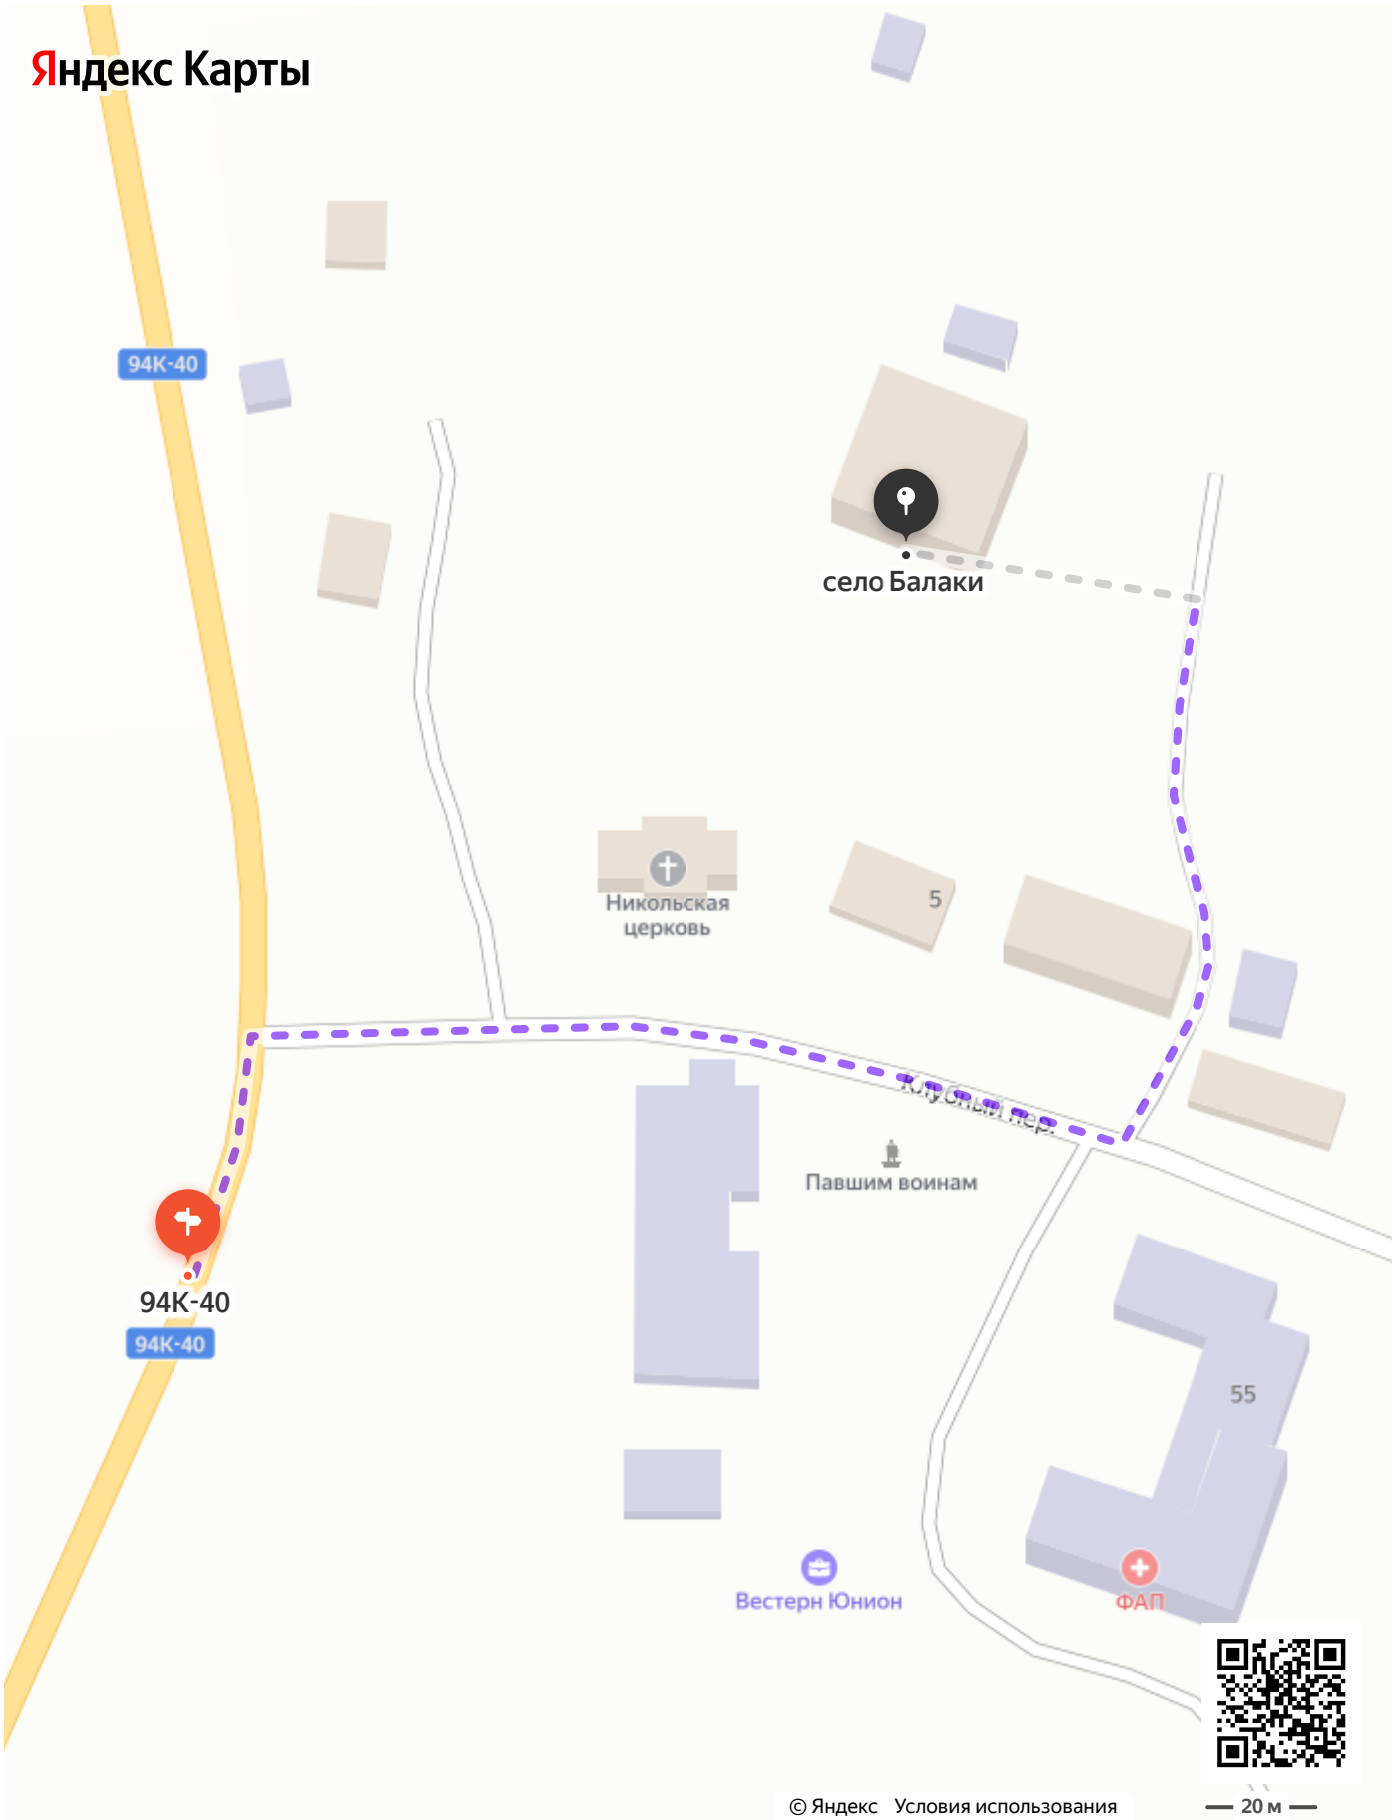 Яндекс Карты
94К-40
село Балаки
5
Никольская
церковь
Клубный пер.
Павшим воинам
94К-40
94К-40
55
Вестерн Юнион
ФАП
© Яндекс Условия использования
20 м